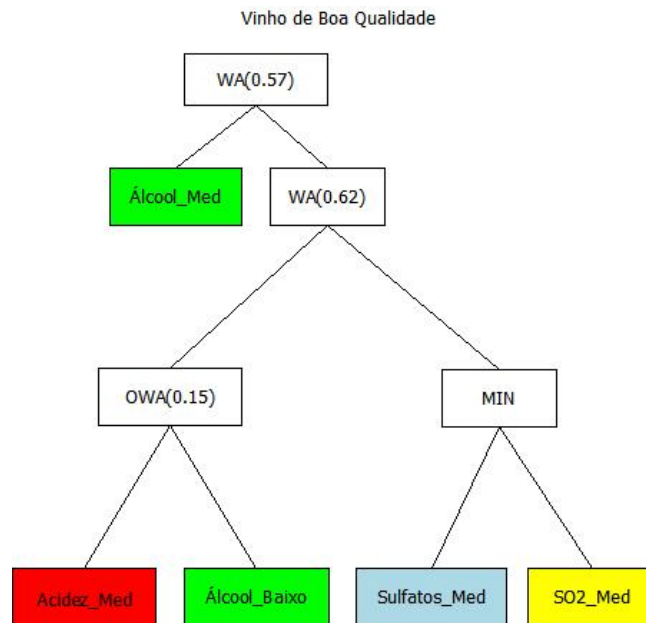 Vinho de Boa Qualidade
WA(0.57)
Álcool_Med
WA(0.62)
OWA(0.15)
MIN
Acidez_Med
Álcool_Baixo
Sulfatos_Med
SO2_Med